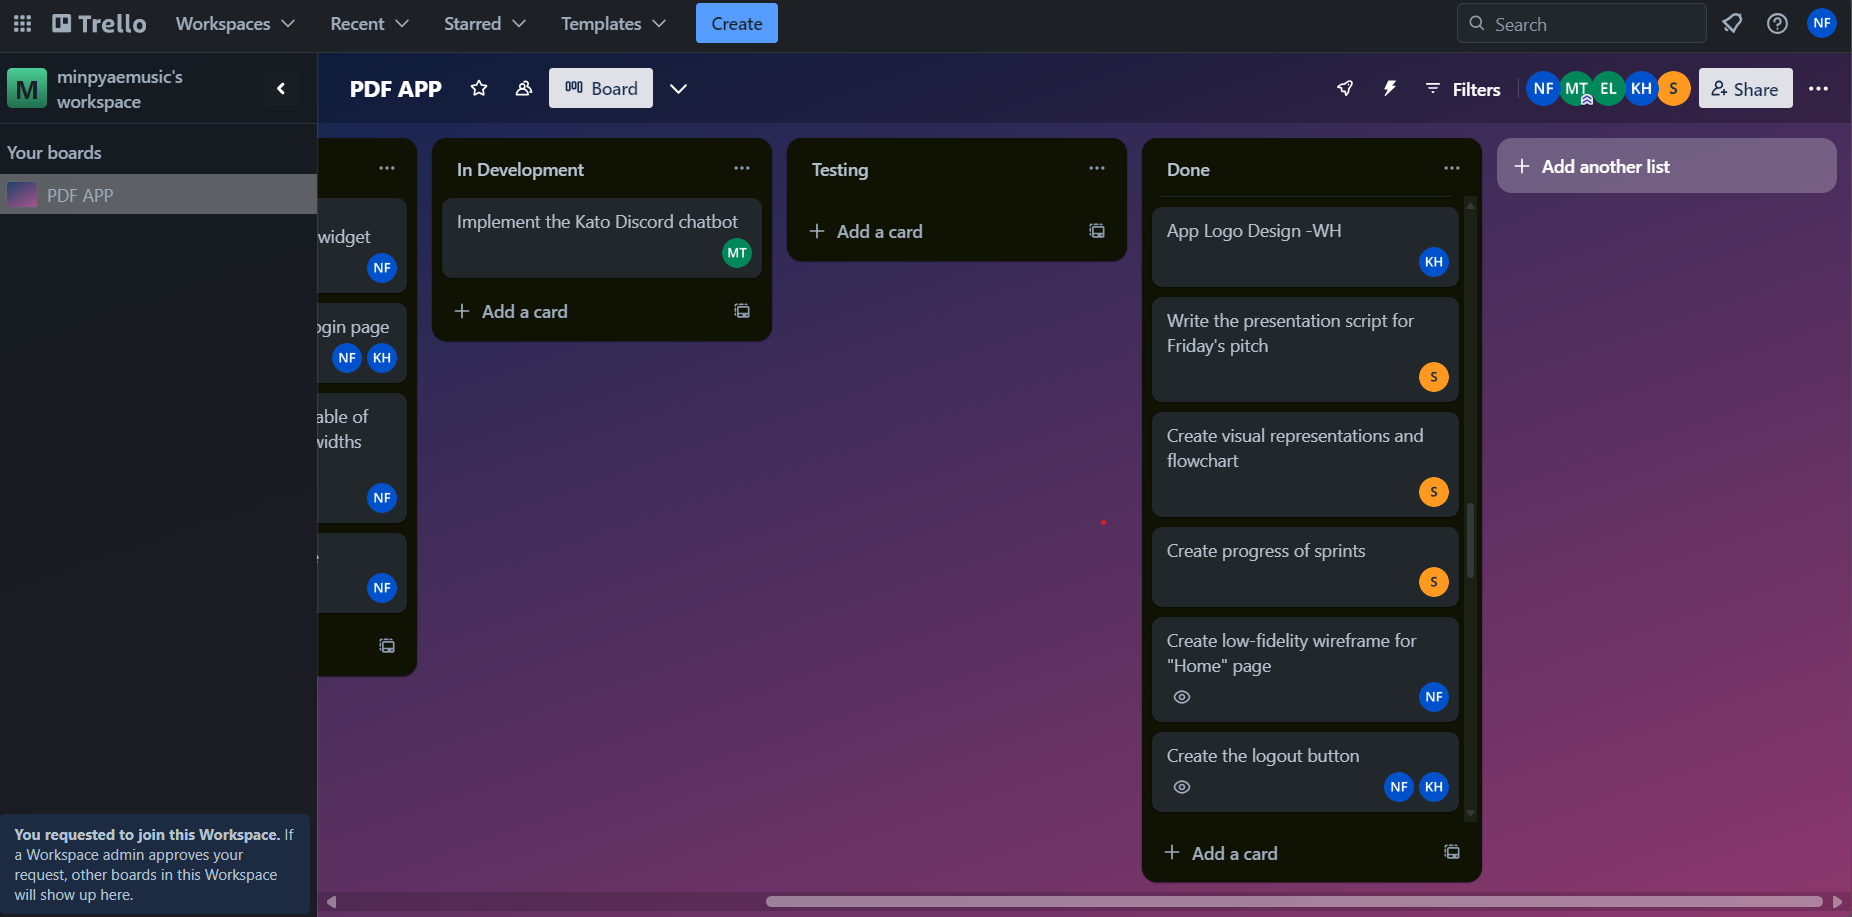 Trello
Workspaces
Recent
Starred
Templates
Create
Search
NF
M
minpyaemusic's
workspace
Your boards
PDF APP
You requested to join this Workspace. If
a Workspace admin approves your
request, other boards in this Workspace
will show up here.
PDF APP
Board
Filters
NF
MT
EL
KH
S
Share
widget
NF
page
NF
KH
of
widths
NF
NF
In Development
Implement the Kato Discord chatbot
MT
Add a card
Testing
Add a card
Done
App Logo Design -WH
KH
Write the presentation script for
Friday's pitch
S
Create visual representations and
flowchart
S
Create progress of sprints
S
Create low-fidelity wireframe for
"Home" page
NF
Create the logout button
NF
KH
Add a card
Add another list